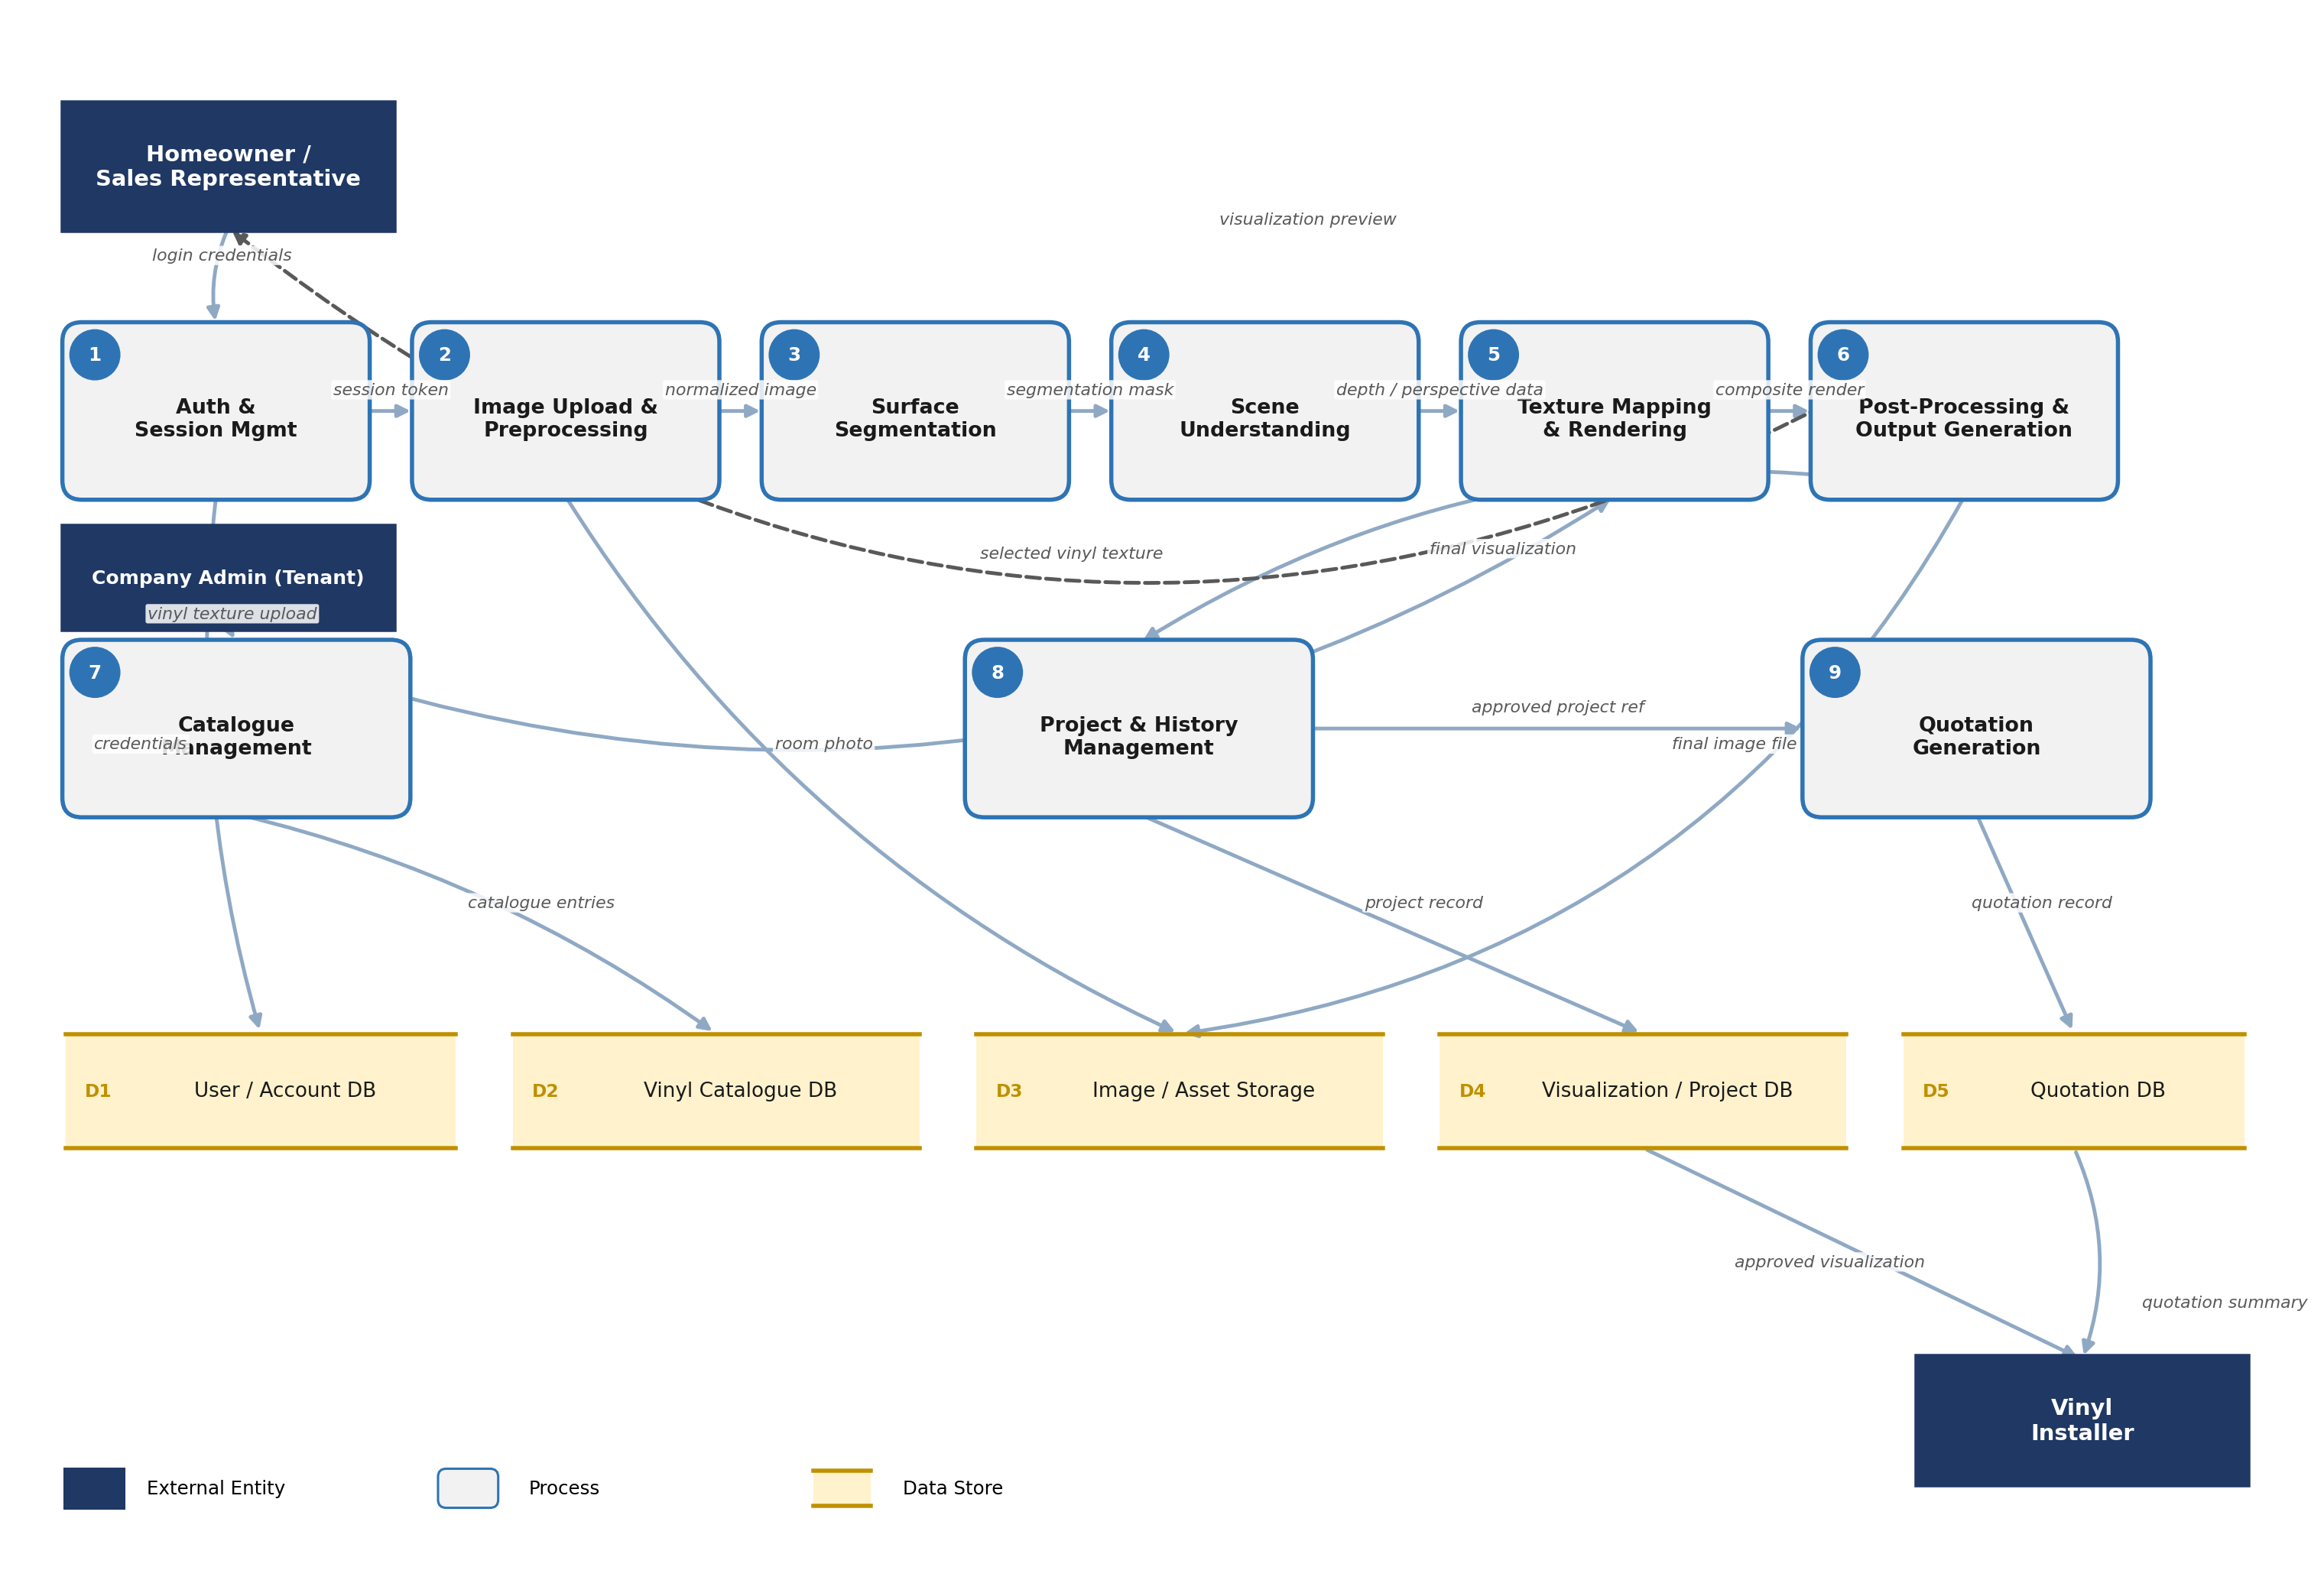 Homeowner /
Sales Representative
visualization preview
login credentials
1
2
3
4
5
6
session token
normalized image
segmentation mask
depth / perspective data
composite render
Auth &
Session Mgmt
Image Upload &
Preprocessing
Surface
Segmentation
Scene
Understanding
Texture Mapping
& Rendering
Post-Processing &
Output Generation
selected vinyl texture
final visualization
Company Admin (Tenant)
vinyl texture upload
7
8
9
Catalogue
Management
credentials
room photo
Project & History
Management
approved project ref
final image file
Quotation
Generation
catalogue entries
project record
quotation record
D1
User / Account DB
D2
Vinyl Catalogue DB
D3
Image / Asset Storage
D4
Visualization / Project DB
D5
Quotation DB
approved visualization
quotation summary
Vinyl
Installer
External Entity
Process
Data Store